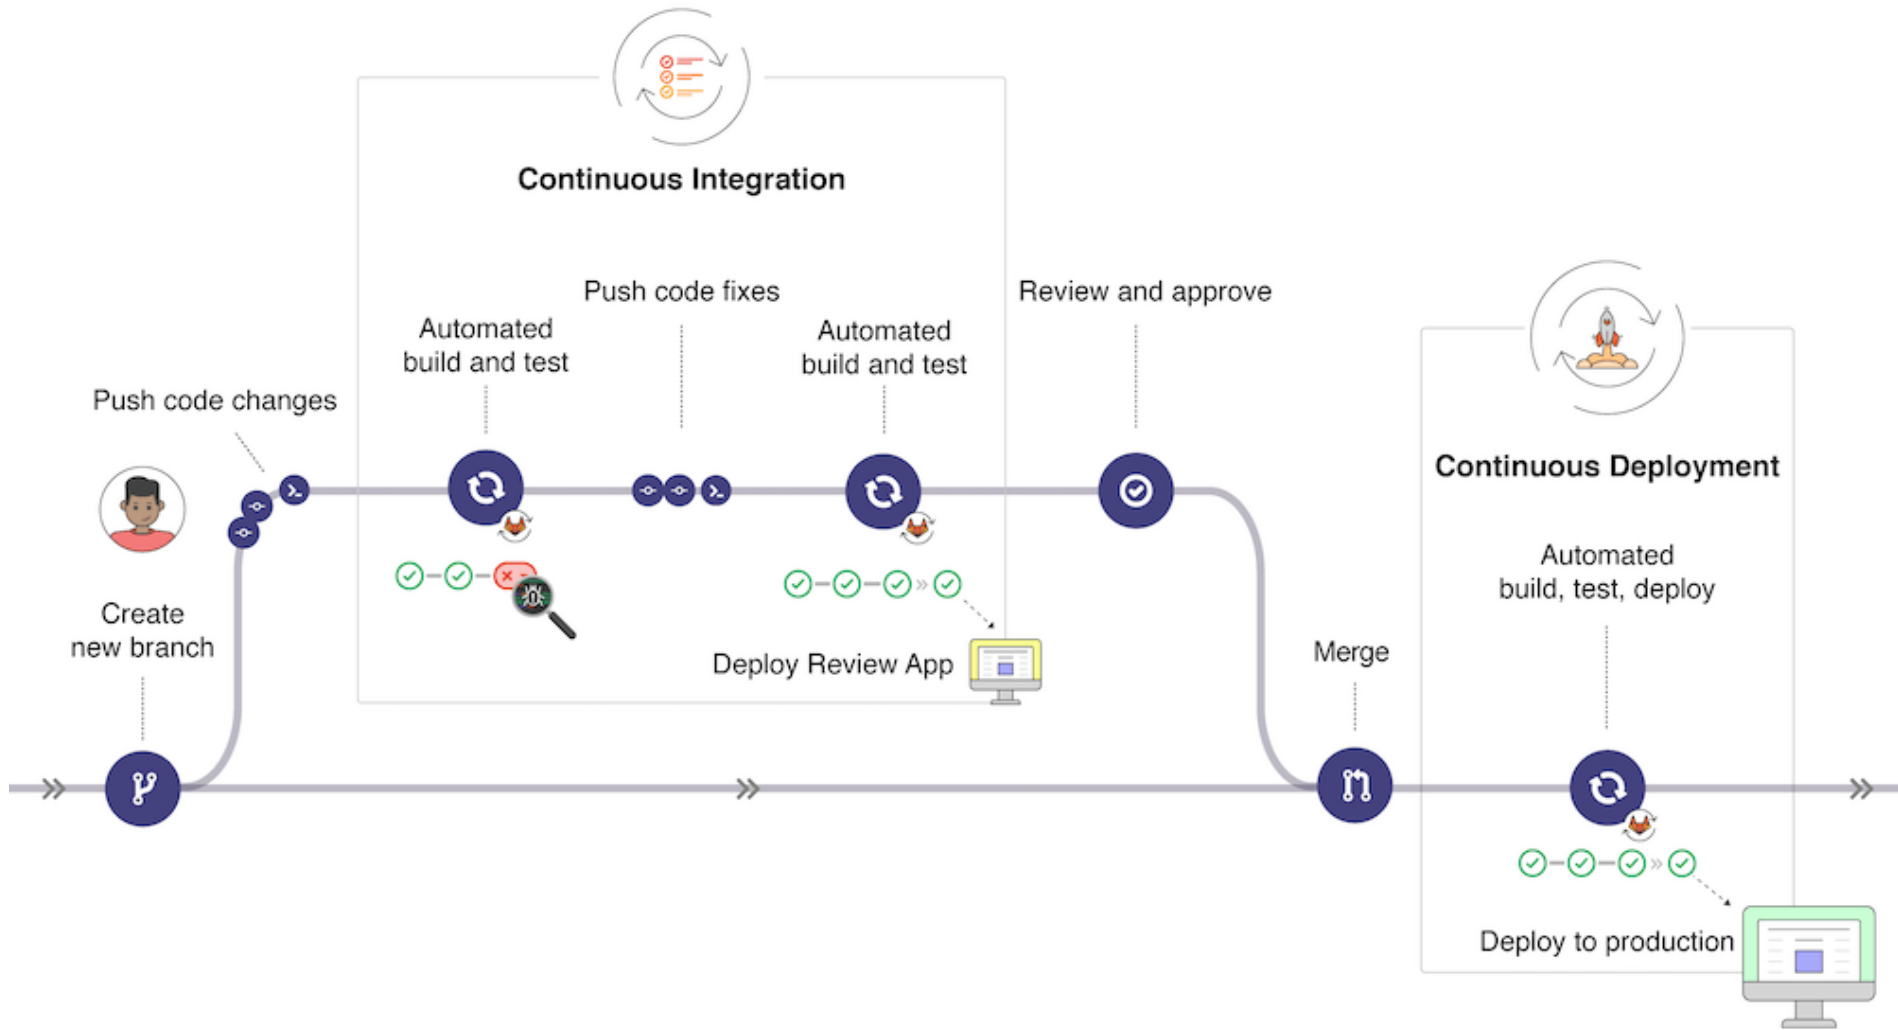 Continuous Integration
Push code fixes
Review and approve
Automated
build and test
Automated
build and test
Push code changes
Continuous Deployment
Automated
build, test, deploy
Create
new branch
Merge
Deploy Review App
Deploy to production